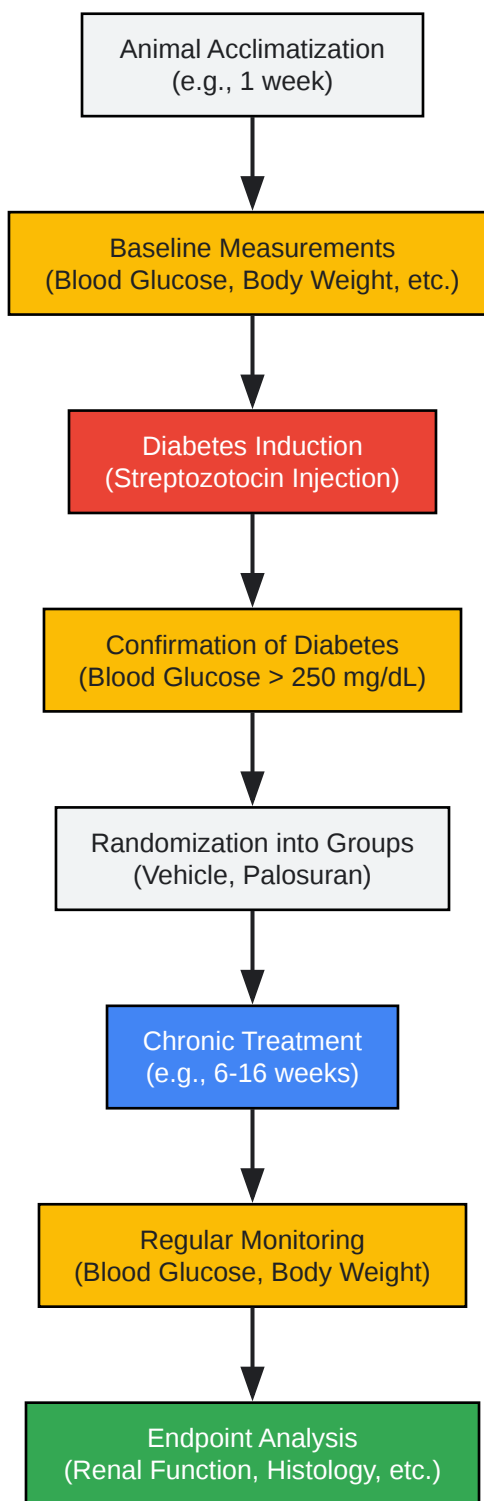 Animal Acclimatization
(e.g., 1 week)
Baseline Measurements
(Blood Glucose, Body Weight, etc.)
Diabetes Induction
(Streptozotocin Injection)
Confirmation of Diabetes
(Blood Glucose > 250 mg/dL)
Randomization into Groups
(Vehicle, Palosuran)
Chronic Treatment
(e.g., 6-16 weeks)
Regular Monitoring
(Blood Glucose, Body Weight)
Endpoint Analysis
(Renal Function, Histology, etc.)